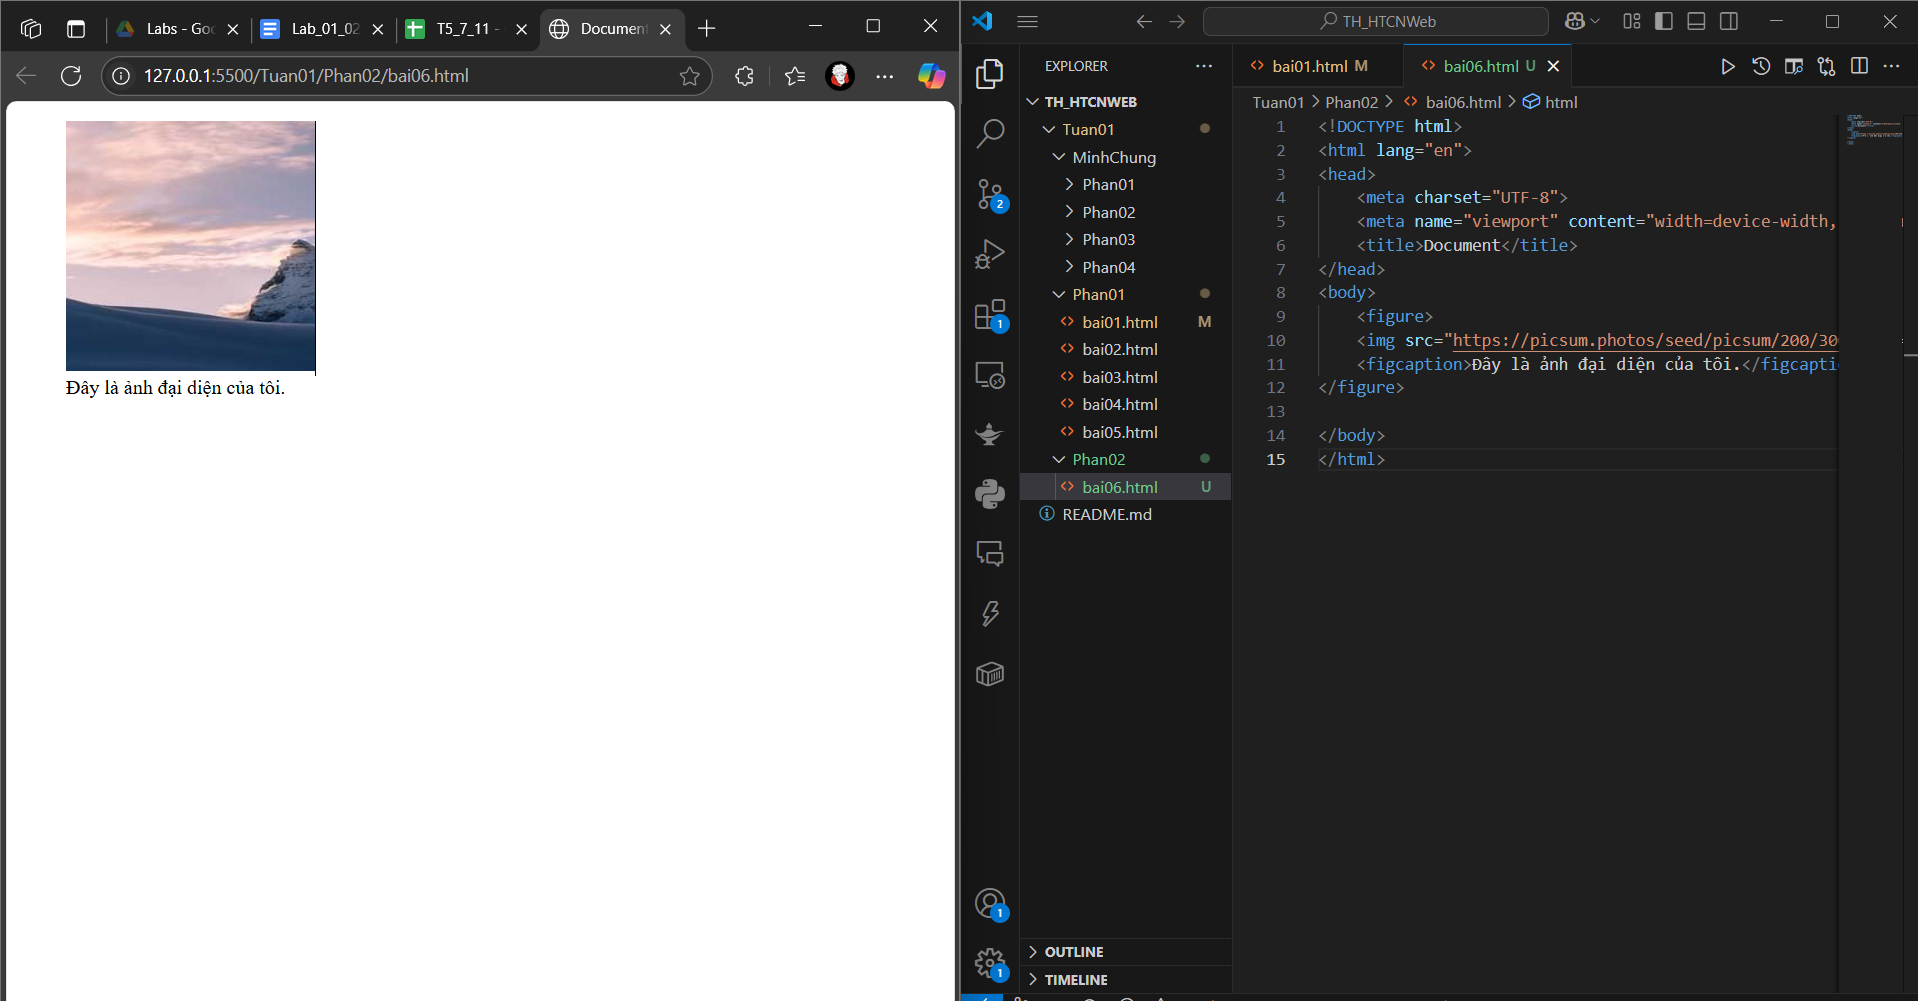 Labs - Goo
Lab_01_02
T5_7_11 -
Document
127.0.0.1:5500/Tuan01/Phan02/bai06.html
Đây là ảnh đại diện của tôi.
TH_HTCNWeb
EXPLORER
TH_HTCNWEB
Tuan01
MinhChung
Phan01
Phan02
Phan03
Phan04
Phan01
bai01.html M
bai02.html
bai03.html
bai04.html
bai05.html
Phan02
bai06.html U
README.md
OUTLINE
TIMELINE
2
1
1
1
bai01.html M
bai06.html U
Tuan01 > Phan02 > bai06.html > html
1 <!DOCTYPE html>
2 <html lang="en">
3 <head>
4 <meta charset="UTF-8">
5 <meta name="viewport" content="width=device-width,
6 <title>Document</title>
7 </head>
8 <body>
9 <figure>
10 <img src="https://picsum.photos/seed/picsum/200/30
11 <figcaption>Đây là ảnh đại diện của tôi.</figcapti
12 </figure>
13
14 </body>
15 </html>